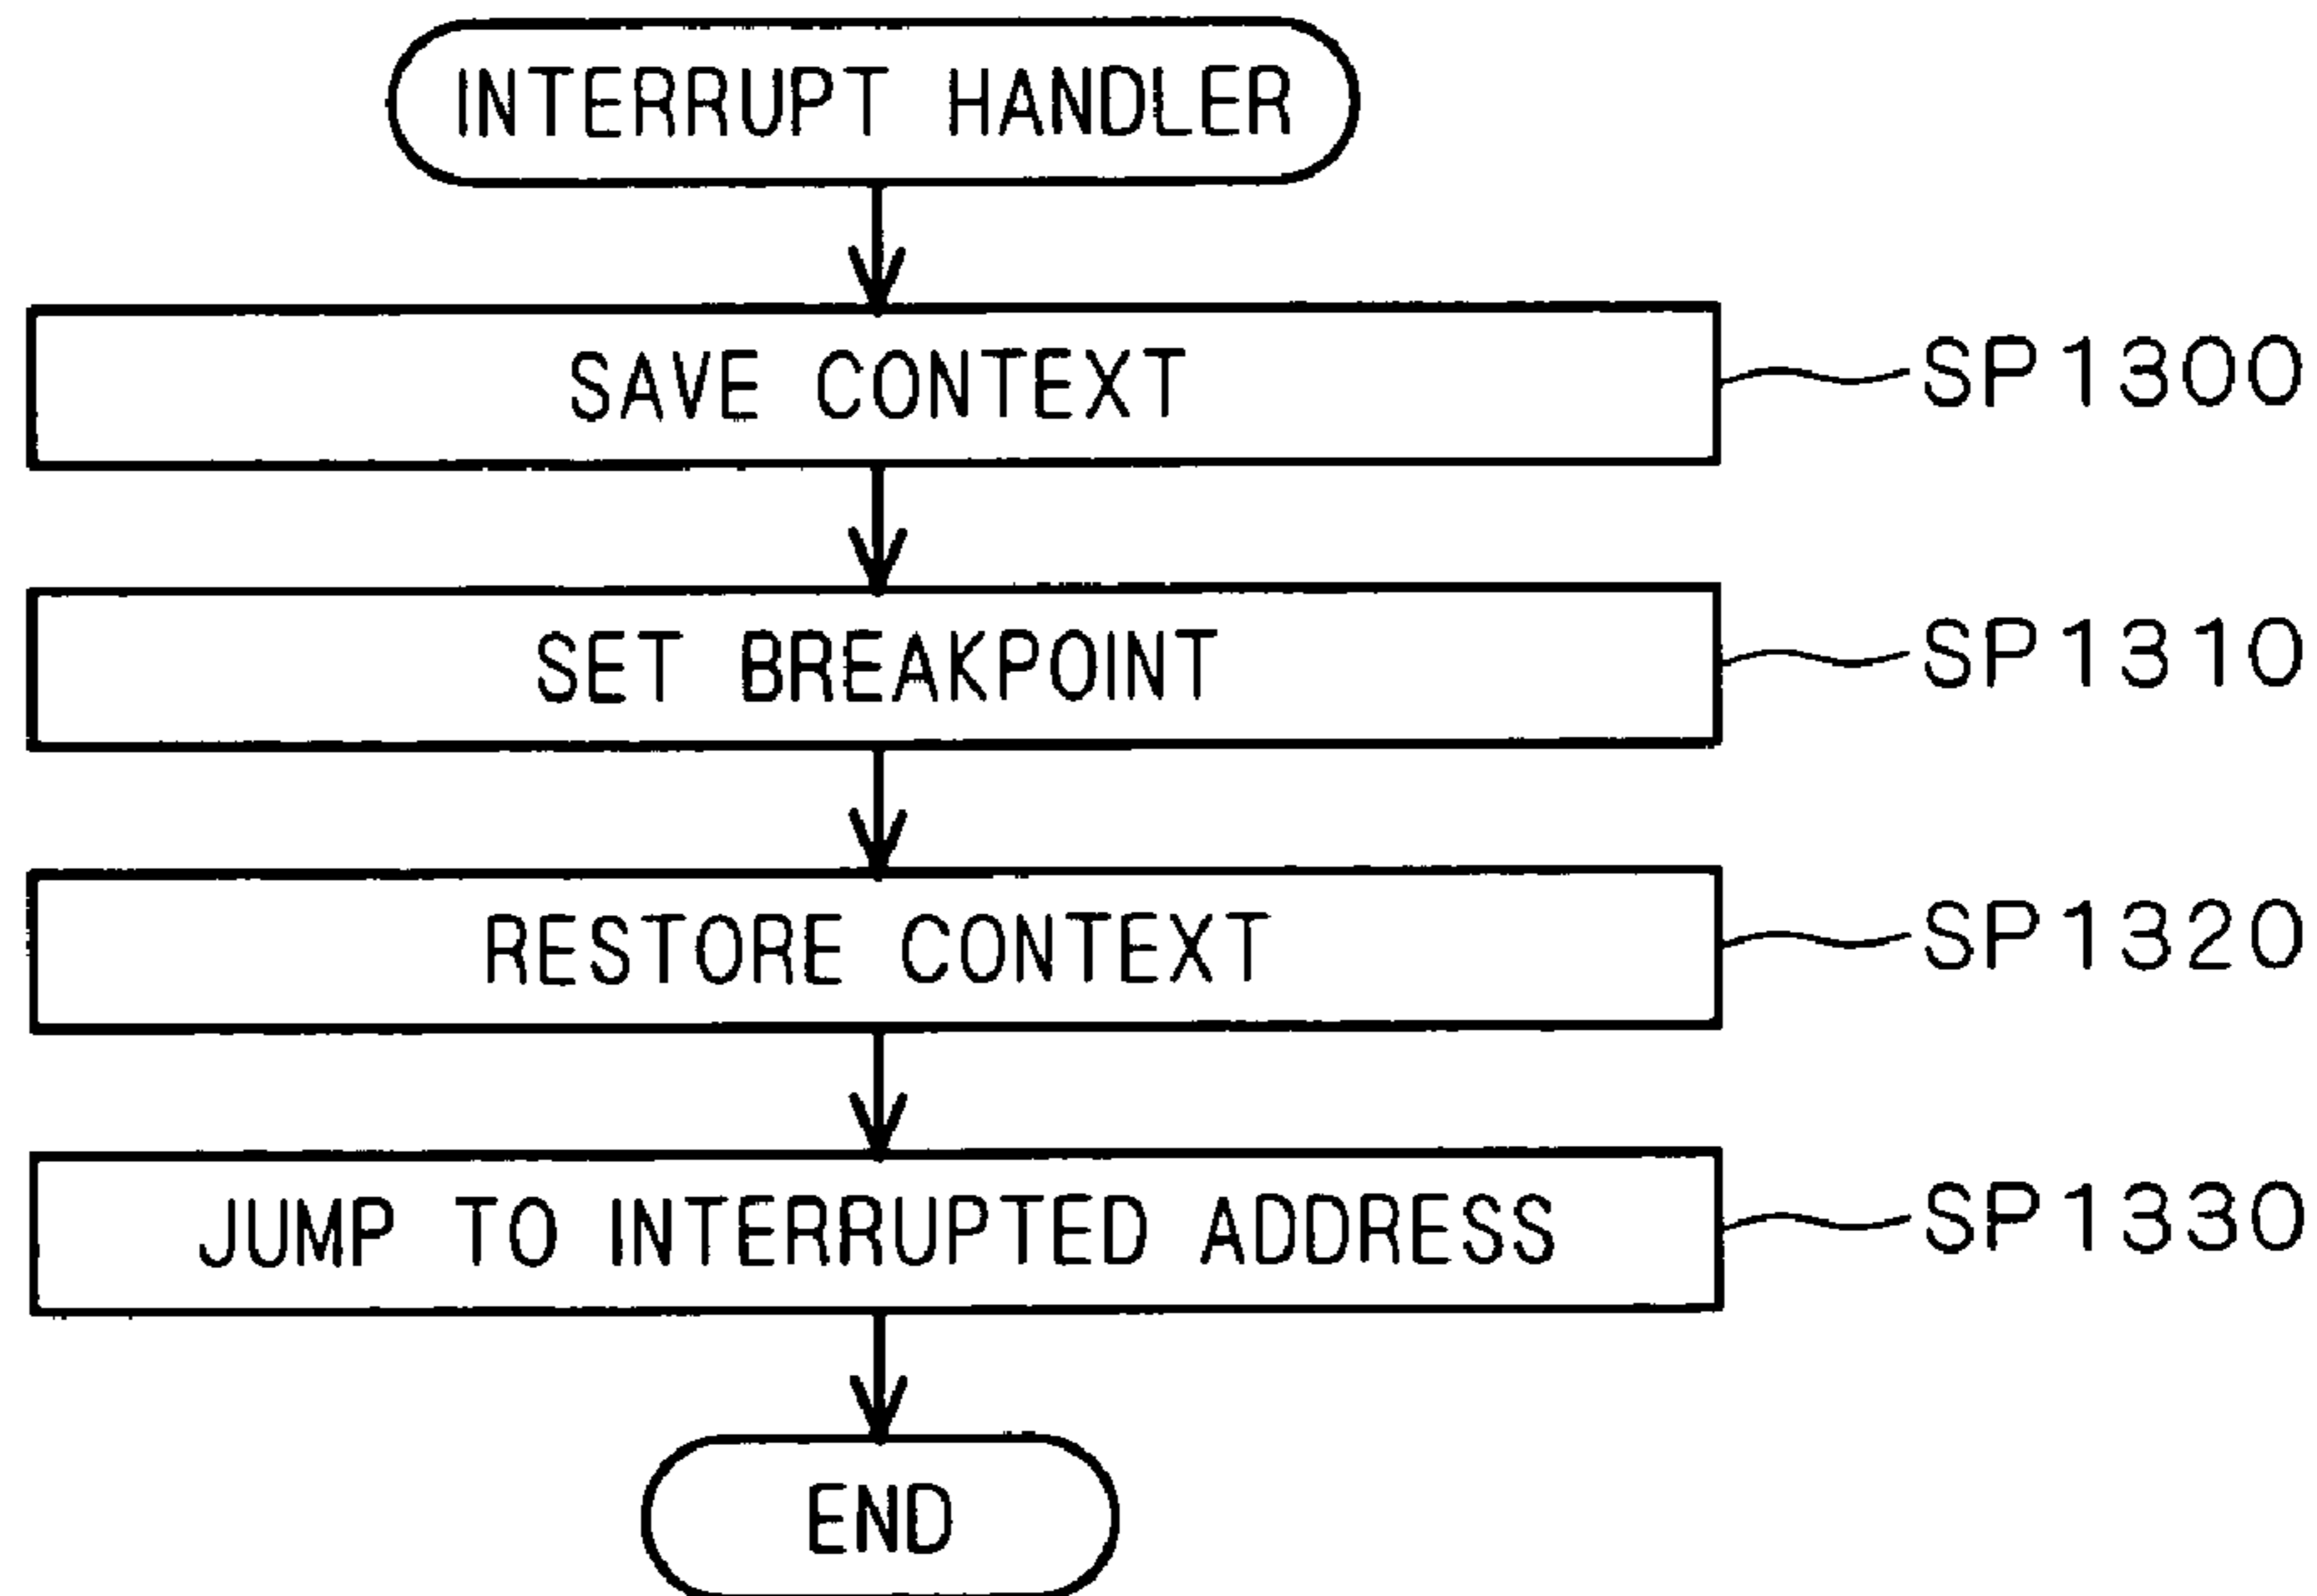 INTERRUPT HANDLER
SAVE CONTEXT SP1300
SET BREAKPOINT SP1310
RESTORE CONTEXT SP1320
JUMP TO INTERRUPTED ADDRESS SP1330
END